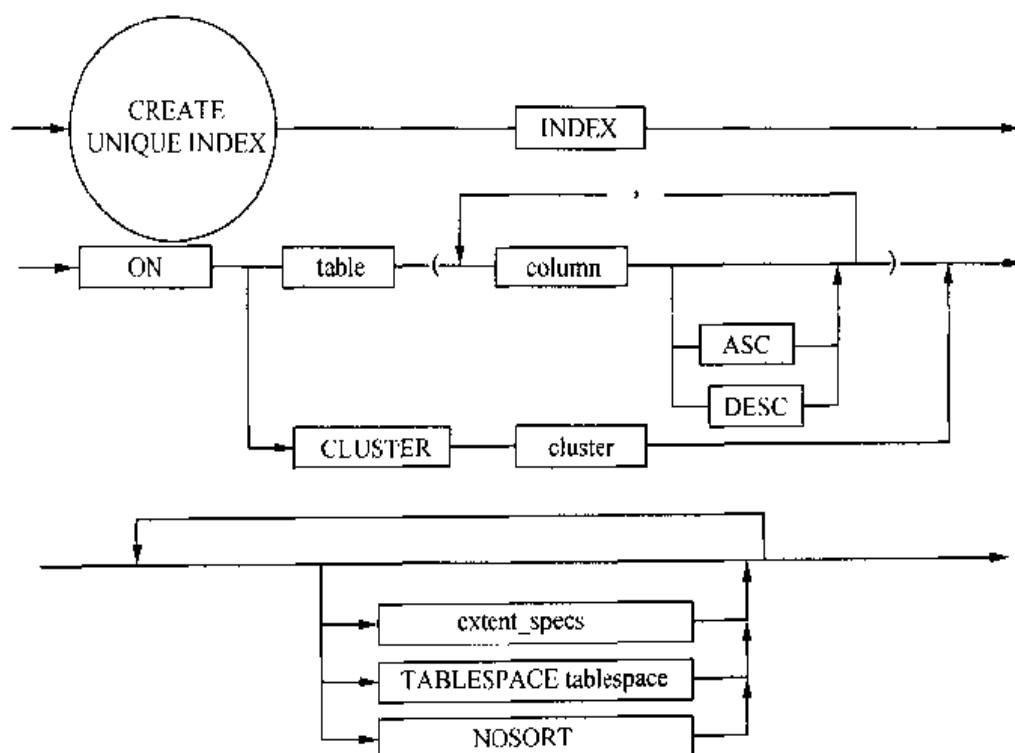 CREATE
UNIQUE INDEX
INDEX
,
ON
table
(
column
)
ASC
DESC
CLUSTER
cluster
extent_specs
TABLESPACE tablespace
NOSORT